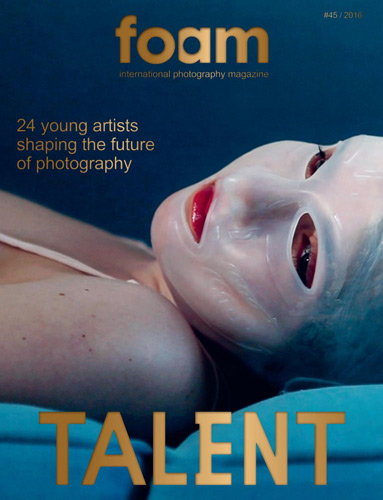 #45 / 2016
foam
international photography magazine
24 young artists
shaping the future
of photography
TALENT